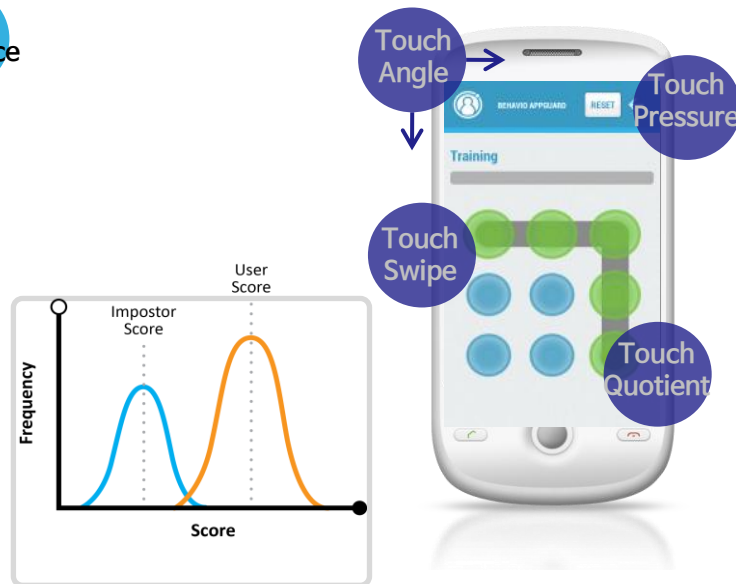 ce
Touch
Angle
BEHAVIO APPGUARD
RESET
Touch
Pressure
Training
Touch
Swipe
Touch
Quotient
User
Score
Impostor
Score
Frequency
Score